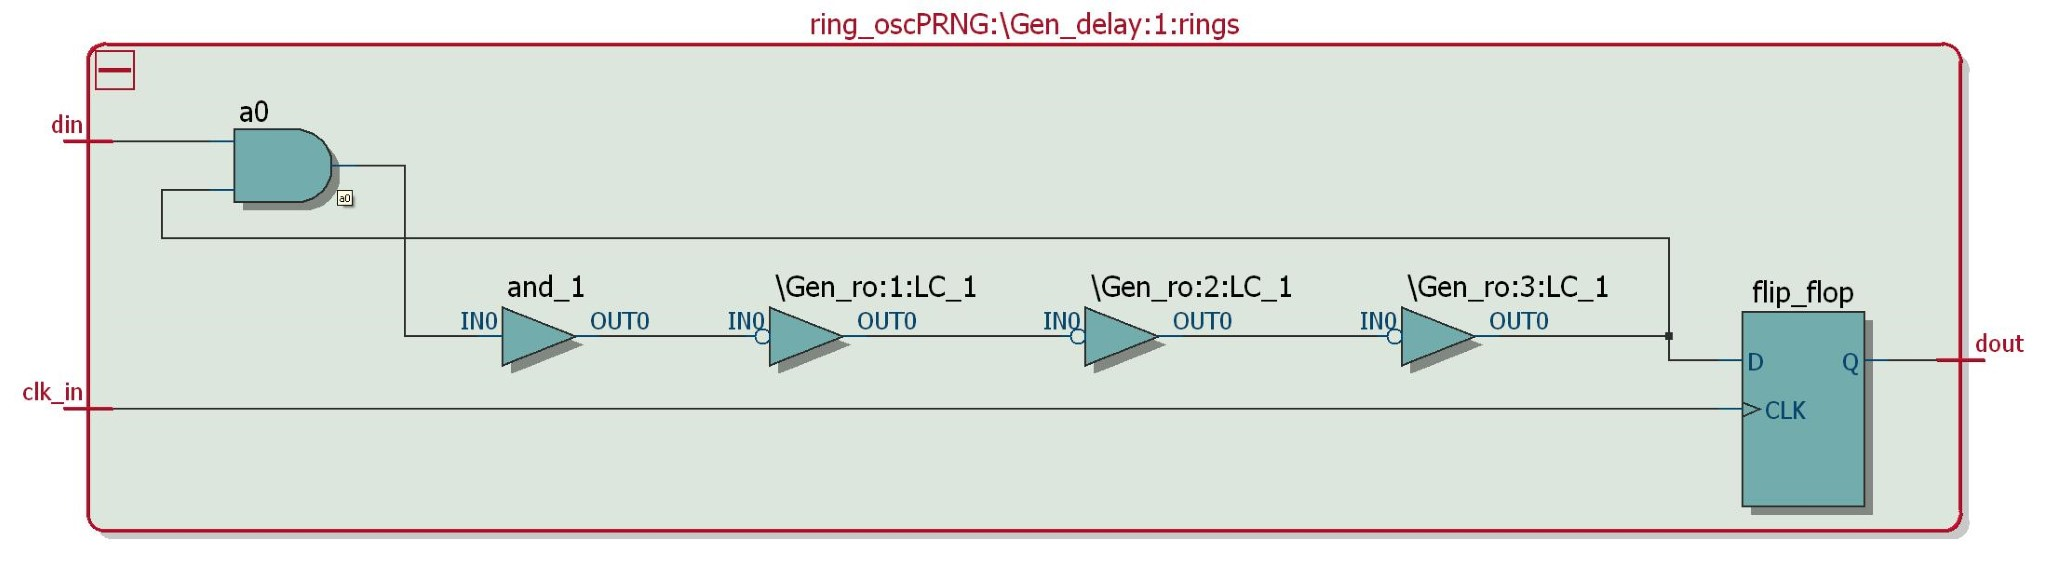 ring_oscPRNG:\Gen_delay:1:rings
a0
din
a0
and_1
\Gen_ro:1:LC_1
\Gen_ro:2:LC_1
\Gen_ro:3:LC_1
flip_flop
IN0
OUT0
IN0
OUT0
IN0
OUT0
IN0
OUT0
D
Q
dout
clk_in
CLK